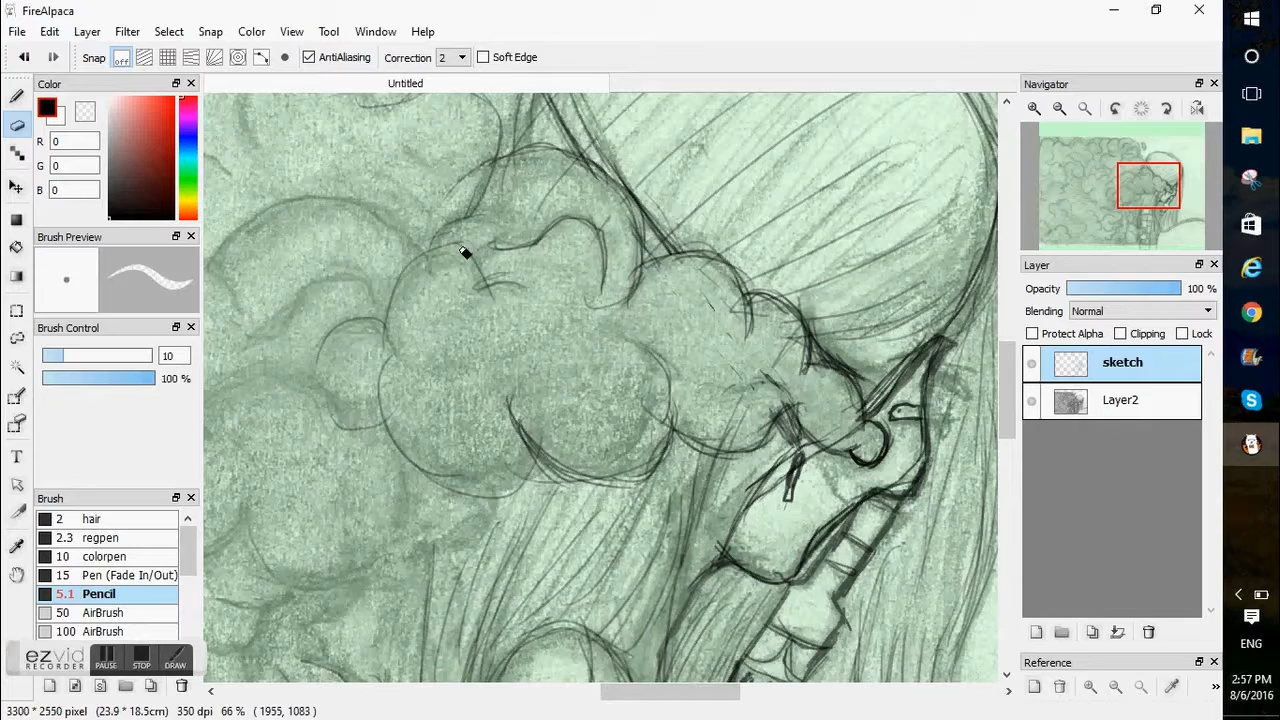 FireAlpaca
File Edit Layer Filter Select Snap Color View Tool Window Help
Snap off AntiAliasing Correction 2 Soft Edge
Color
Untitled
Navigator
R 0
G 0
B 0
Brush Preview
Brush Control
10
100 %
Layer
Opacity 100 %
Blending Normal
Protect Alpha Clipping Lock
sketch
Layer2
Brush
2 hair
2.3 regpen
10 colorpen
15 Pen (Fade In/Out)
5.1 Pencil
50 AirBrush
100 AirBrush
ezvid
RECORDER
PAUSE STOP DRAW
Reference
3300 * 2550 pixel (23.9 * 18.5cm) 350 dpi 66 % ( 1955, 1083 )
ENG
2:57 PM
8/6/2016